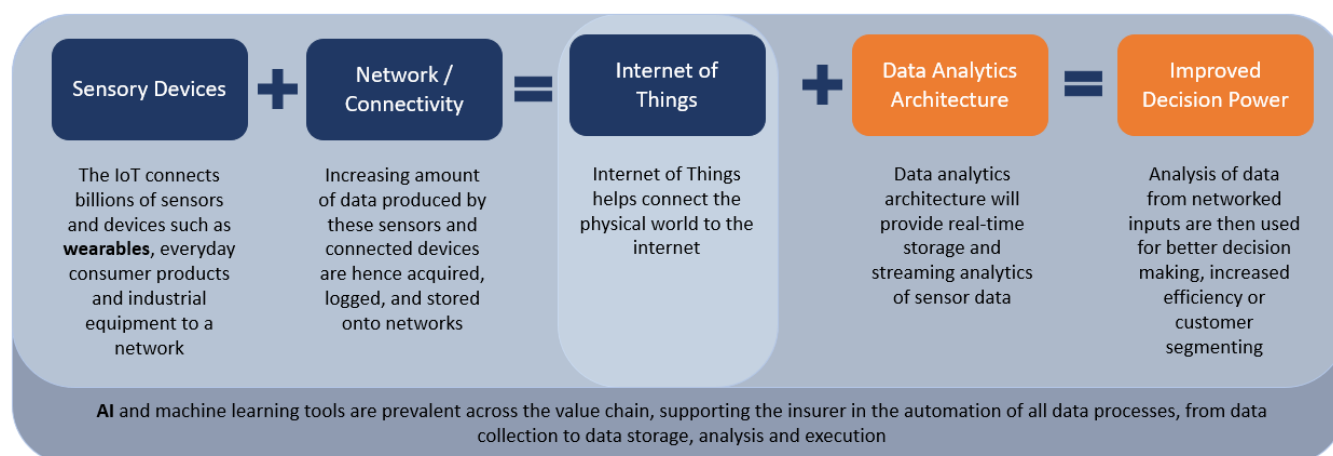 Sensory Devices
+
Network /
Connectivity
=
Internet of
Things
+
Data Analytics
Architecture
=
Improved
Decision Power
The IoT connects
billions of sensors
and devices such as
wearables, everyday
consumer products
and industrial
equipment to a
network
Increasing amount
of data produced by
these sensors and
connected devices
are hence acquired,
logged, and stored
onto networks
Internet of Things
helps connect the
physical world to the
internet
Data analytics
architecture will
provide real-time
storage and
streaming analytics
of sensor data
Analysis of data
from networked
inputs are then used
for better decision
making, increased
efficiency or
customer
segmenting
AI and machine learning tools are prevalent across the value chain, supporting the insurer in the automation of all data processes, from data
collection to data storage, analysis and execution